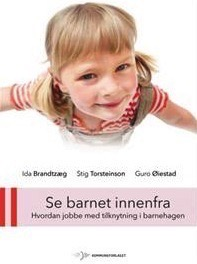 Ida Brandtzæg Stig Torsteinson Guro Øiestad
Se barnet innenfra
Hvordan jobbe med tilknytning i barnehagen
KOMMUNEFORLAGET